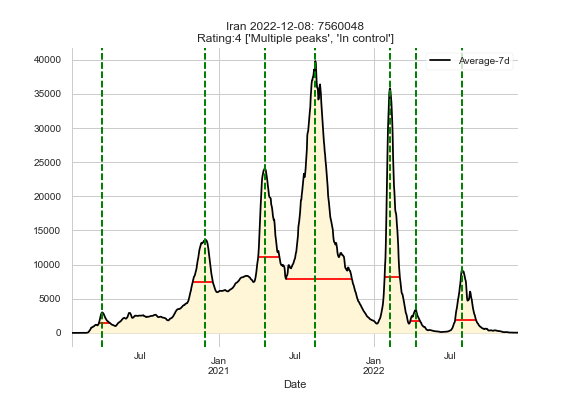 Iran 2022-12-08: 7560048
Rating:4 ['Multiple peaks', 'In control']
Average-7d
40000
35000
30000
25000
20000
15000
10000
5000
0
Jul
Jan
2021
Jul
Jan
2022
Jul
Date